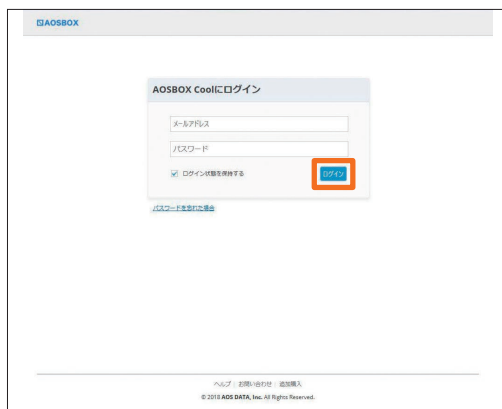 AOSBOX
AOSBOX Coolにログイン
メールアドレス
パスワード
ログイン状態を保持する
ログイン
パスワードを忘れた場合
ヘルプ | お問い合わせ | 追加購入
© 2018 AOS DATA, Inc. All Rights Reserved.